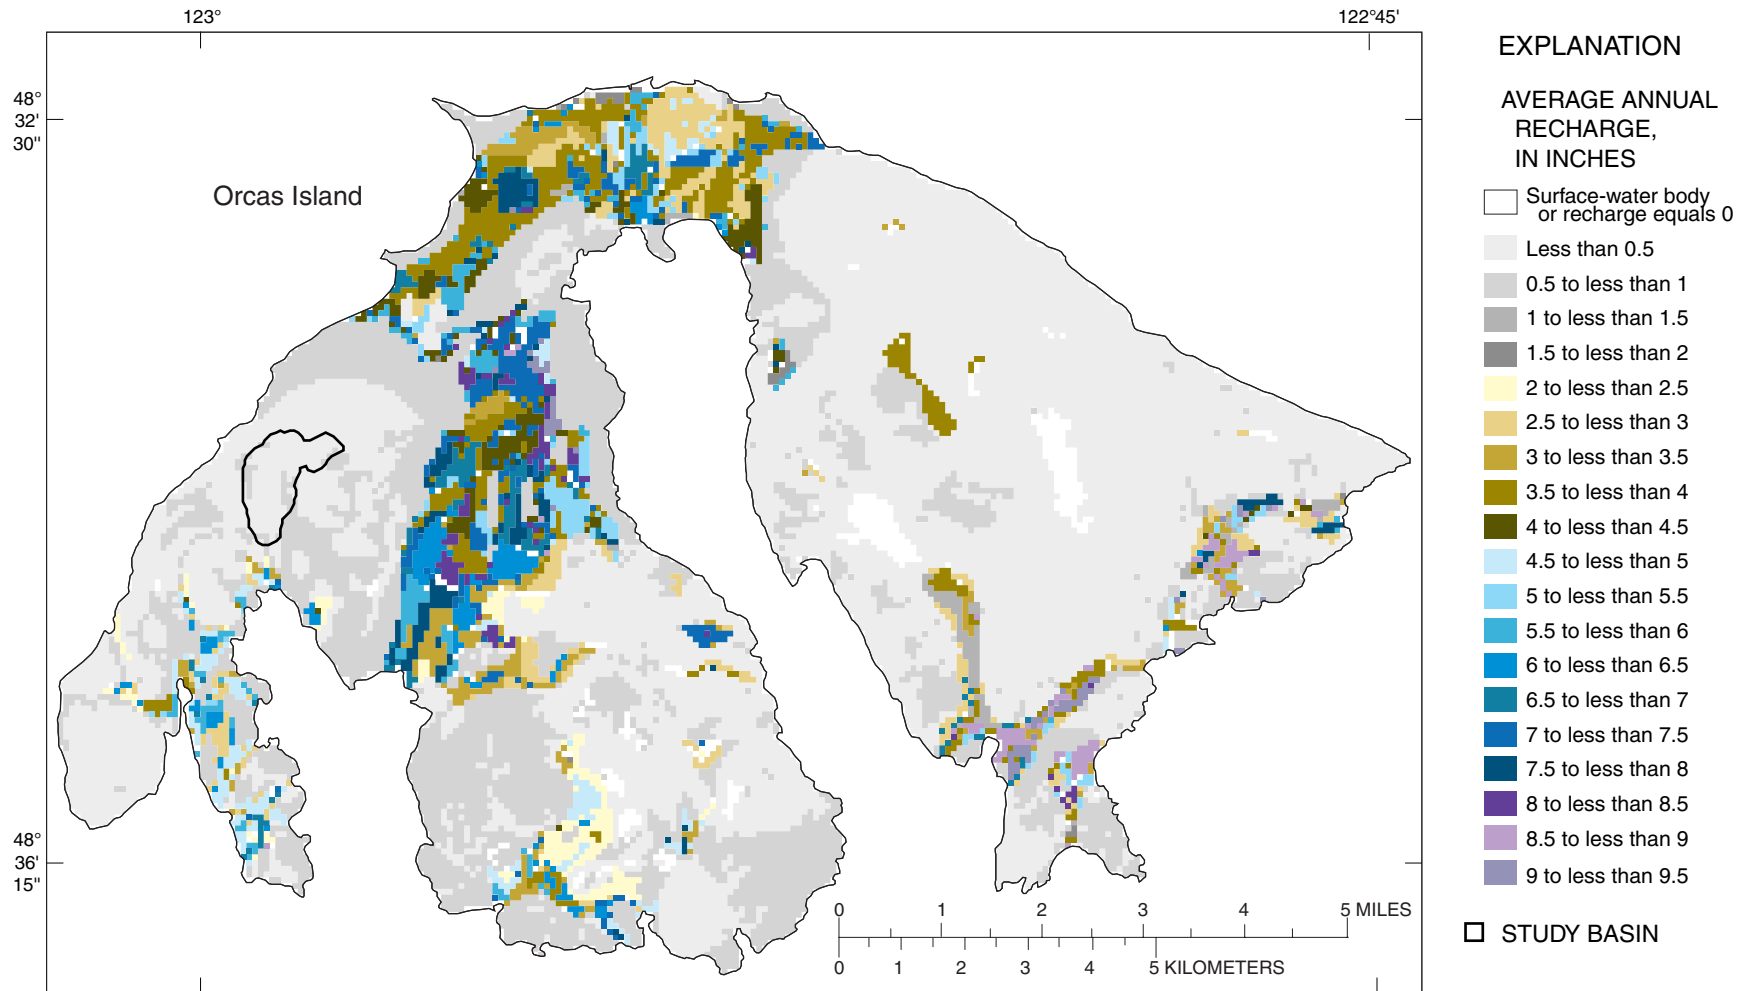 123°
122°45'
48°
32'
30"
Orcas Island
48°
36'
15"
0 1 2 3 4 5 MILES
0 1 2 3 4 5 KILOMETERS
EXPLANATION
AVERAGE ANNUAL
RECHARGE,
IN INCHES
Surface-water body
or recharge equals 0
Less than 0.5
0.5 to less than 1
1 to less than 1.5
1.5 to less than 2
2 to less than 2.5
2.5 to less than 3
3 to less than 3.5
3.5 to less than 4
4 to less than 4.5
4.5 to less than 5
5 to less than 5.5
5.5 to less than 6
6 to less than 6.5
6.5 to less than 7
7 to less than 7.5
7.5 to less than 8
8 to less than 8.5
8.5 to less than 9
9 to less than 9.5
STUDY BASIN